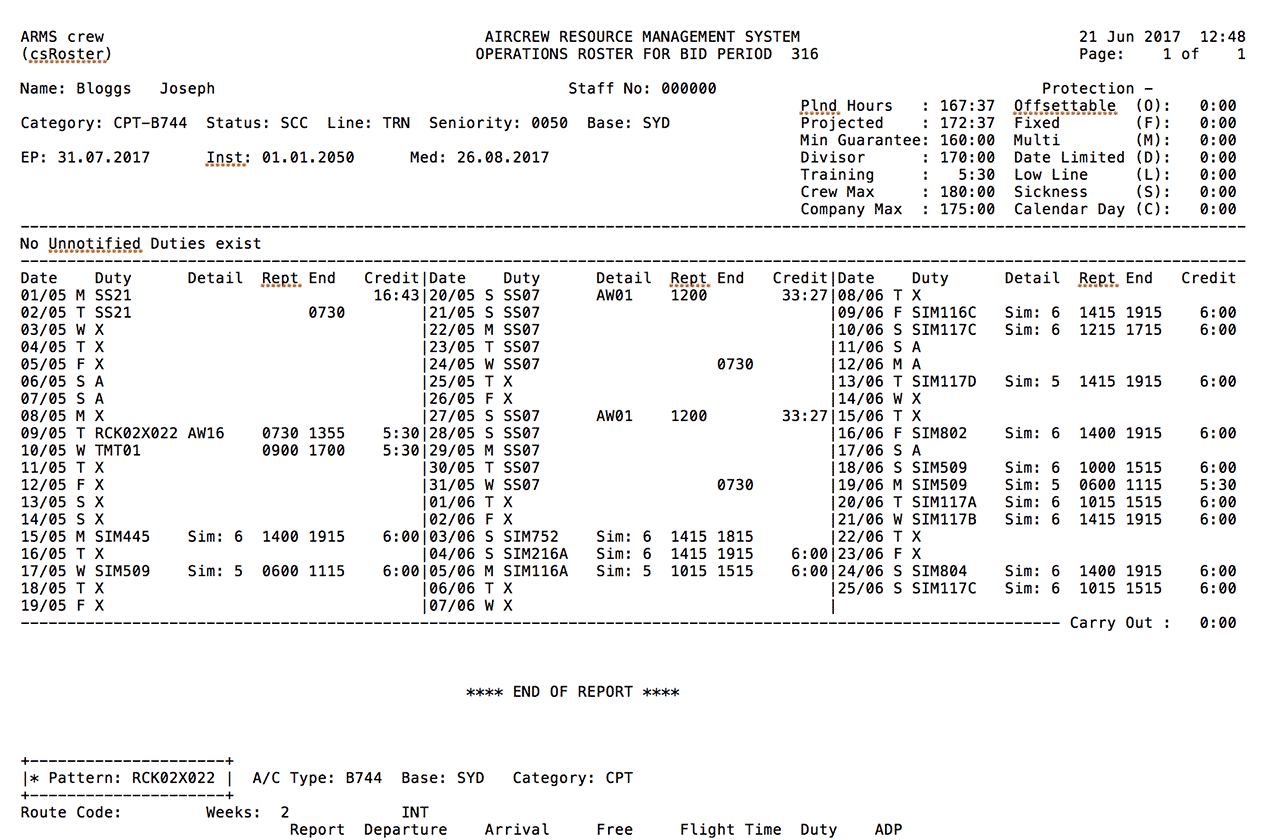 ARMS crew                                         AIRCREW RESOURCE MANAGEMENT SYSTEM                              21 Jun 2017  12:48
(csRoster)                                       OPERATIONS ROSTER FOR BID PERIOD  316                            Page:    1 of    1
Name: Bloggs   Joseph                                      Staff No: 000000                                   Protection –
Plnd Hours   : 167:37  Offsettable  (O):   0:00
Category: CPT-B744  Status: SCC  Line: TRN  Seniority: 0050  Base: SYD              Projected    : 172:37  Fixed        (F):   0:00
Min Guarantee: 160:00  Multi        (M):   0:00
EP: 31.07.2017      Inst: 01.01.2050      Med: 26.08.2017                           Divisor      : 170:00  Date Limited (D):   0:00
Training     :   5:30  Low Line     (L):   0:00
Crew Max     : 180:00  Sickness     (S):   0:00
Company Max  : 175:00  Calendar Day (C):   0:00
------------------------------------------------------------------------------------------------------------------------------------
No Unnotified Duties exist
------------------------------------------------------------------------------------------------------------------------------------
Date    Duty      Detail  Rept End   Credit|Date    Duty      Detail  Rept End   Credit|Date    Duty      Detail  Rept End   Credit
01/05 M SS21                          16:43|20/05 S SS07      AW01    1200        33:27|08/06 T X
02/05 T SS21                   0730        |21/05 S SS07                               |09/06 F SIM116C   Sim: 6  1415 1915    6:00
03/05 W X                                  |22/05 M SS07                               |10/06 S SIM117C   Sim: 6  1215 1715    6:00
04/05 T X                                  |23/05 T SS07                               |11/06 S A
05/05 F X                                  |24/05 W SS07                   0730        |12/06 M A
06/05 S A                                  |25/05 T X                                  |13/06 T SIM117D   Sim: 5  1415 1915    6:00
07/05 S A                                  |26/05 F X                                  |14/06 W X
08/05 M X                                  |27/05 S SS07      AW01    1200        33:27|15/06 T X
09/05 T RCK02X022 AW16    0730 1355    5:30|28/05 S SS07                               |16/06 F SIM802    Sim: 6  1400 1915    6:00
10/05 W TMT01             0900 1700    5:30|29/05 M SS07                               |17/06 S A
11/05 T X                                  |30/05 T SS07                               |18/06 S SIM509    Sim: 6  1000 1515    6:00
12/05 F X                                  |31/05 W SS07                   0730        |19/06 M SIM509    Sim: 5  0600 1115    5:30
13/05 S X                                  |01/06 T X                                  |20/06 T SIM117A   Sim: 6  1015 1515    6:00
14/05 S X                                  |02/06 F X                                  |21/06 W SIM117B   Sim: 6  1415 1915    6:00
15/05 M SIM445    Sim: 6  1400 1915    6:00|03/06 S SIM752    Sim: 6  1415 1815        |22/06 T X
16/05 T X                                  |04/06 S SIM216A   Sim: 6  1415 1915    6:00|23/06 F X
17/05 W SIM509    Sim: 5  0600 1115    6:00|05/06 M SIM116A   Sim: 5  1015 1515    6:00|24/06 S SIM804    Sim: 6  1400 1915    6:00
18/05 T X                                  |06/06 T X                                  |25/06 S SIM117C   Sim: 6  1015 1515    6:00
19/05 F X                                  |07/06 W X                                  |
---------------------------------------------------------------------------------------------------------------- Carry Out :   0:00
**** END OF REPORT ****
+---------------------+
|* Pattern: RCK02X022 |  A/C Type: B744  Base: SYD   Category: CPT
+---------------------+
Route Code:         Weeks:  2            INT
Report  Departure    Arrival     Free     Flight Time  Duty    ADP